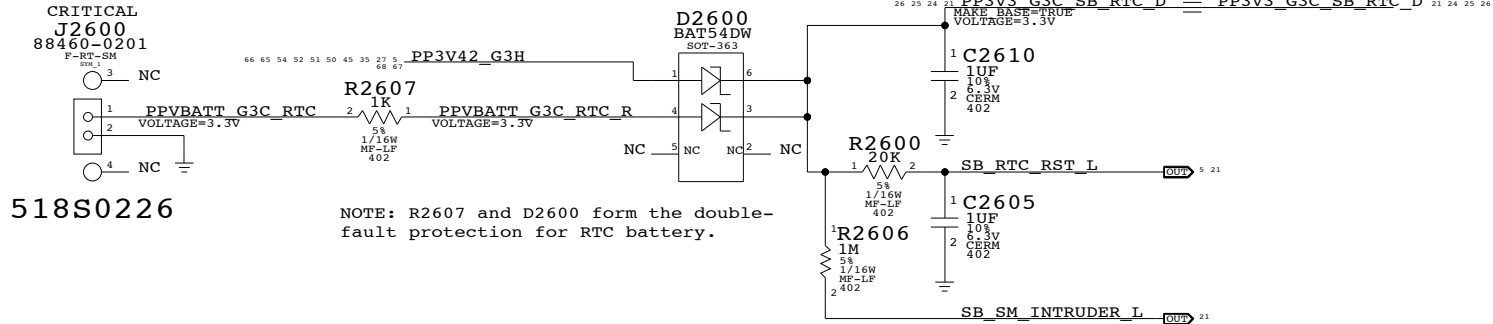 CRITICAL
J2600
88460-0201
F-RT-SM
SYM_1
3 NC
1 PPVBATT_G3C_RTC
VOLTAGE=3.3V
2
4 NC
518S0226
66 65 54 52 51 50 45 35 27 5
68 67
PP3V42_G3H
R2607
1K
2 1
5%
1/16W
MF-LF
402
PPVBATT_G3C_RTC_R
VOLTAGE=3.3V
NOTE: R2607 and D2600 form the double-
fault protection for RTC battery.
D2600
BAT54DW
SOT-363
1 6
4 3
NC 5 NC NC 2 NC
26 25 24 21 PP3V3_G3C_SB_RTC_D PP3V3_G3C_SB_RTC_D 21 24 25 26
MAKE_BASE=TRUE
VOLTAGE=3.3V
1 C2610
1UF
10%
6.3V
2 CERM
402
R2600
20K
1 2
5%
1/16W
MF-LF
402
SB_RTC_RST_L OUT 5 21
1 C2605
1UF
10%
6.3V
2 CERM
402
1 R2606
1M
5%
1/16W
MF-LF
2 402
SB_SM_INTRUDER_L OUT 21